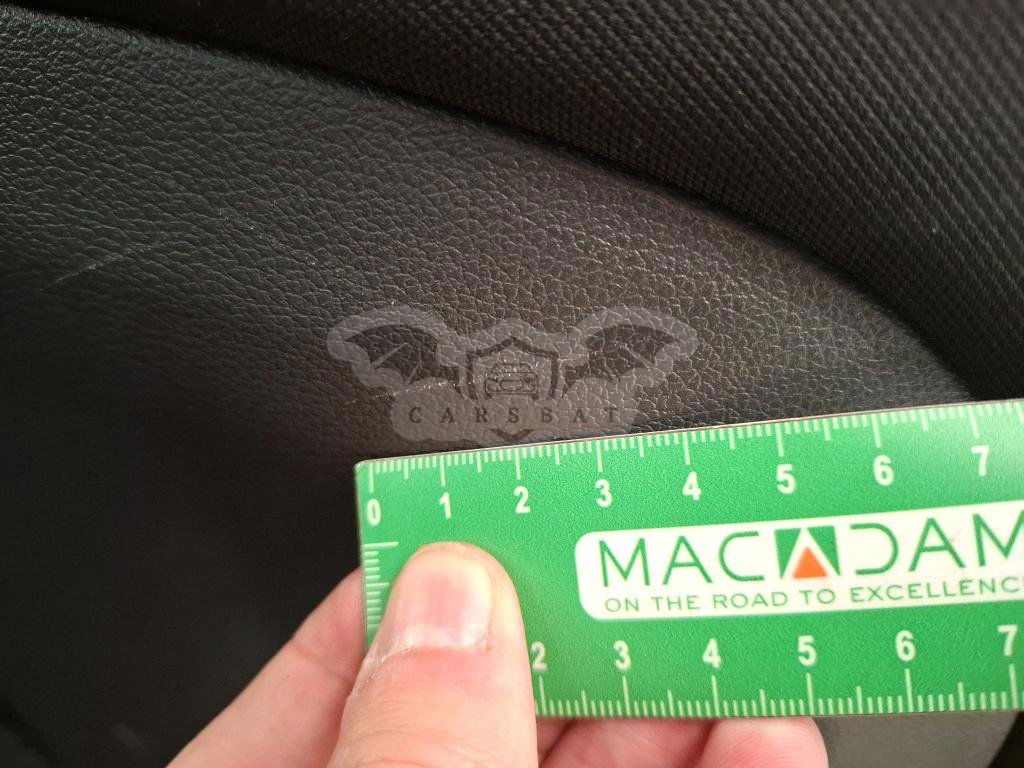 CARSBAT
0 1 2 3 4 5 6 7
MACADAM
ON THE ROAD TO EXCELLENC
2 3 4 5 6 7